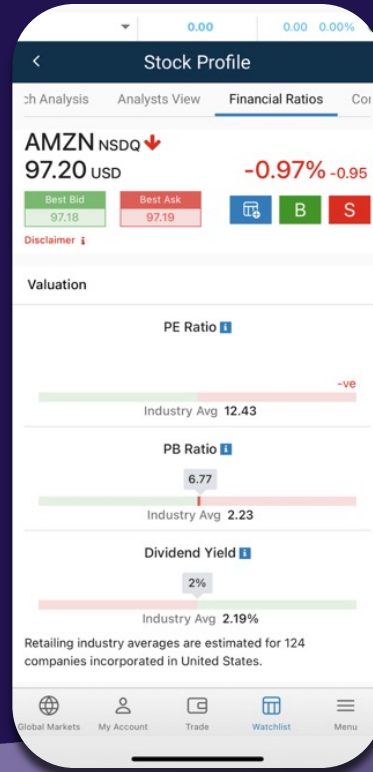 0.00 0.00 0.00%
Stock Profile
ch Analysis Analysts View Financial Ratios Co
AMZN NSDQ
97.20 USD -0.97% -0.95
Best Bid Best Ask
97.18 97.19 B S
Disclaimer i
Valuation
PE Ratio i
-ve
Industry Avg 12.43
PB Ratio i
6.77
Industry Avg 2.23
Dividend Yield i
2%
Industry Avg 2.19%
Retailing industry averages are estimated for 124
companies incorporated in United States.
Global Markets My Account Trade Watchlist Menu